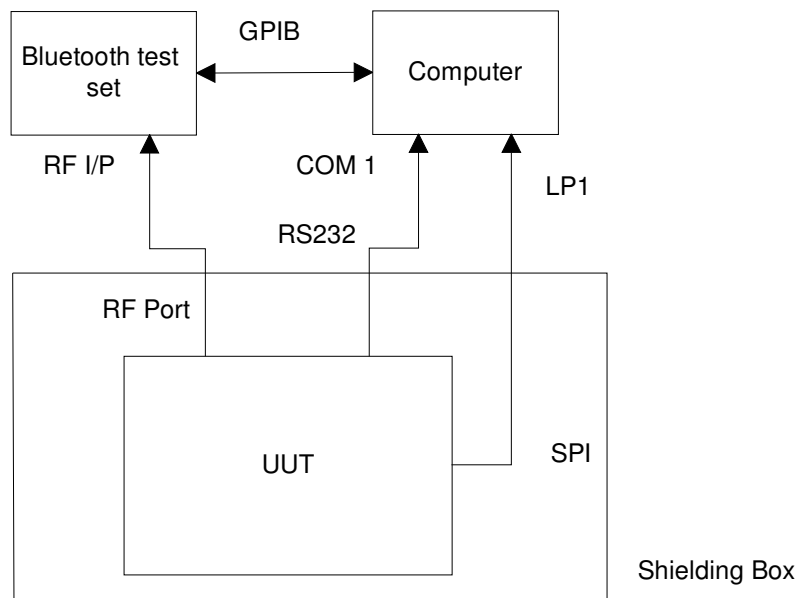 GPIB
Bluetooth test
set
Computer
RF I/P
COM 1
LP1
RS232
RF Port
UUT
SPI
Shielding Box